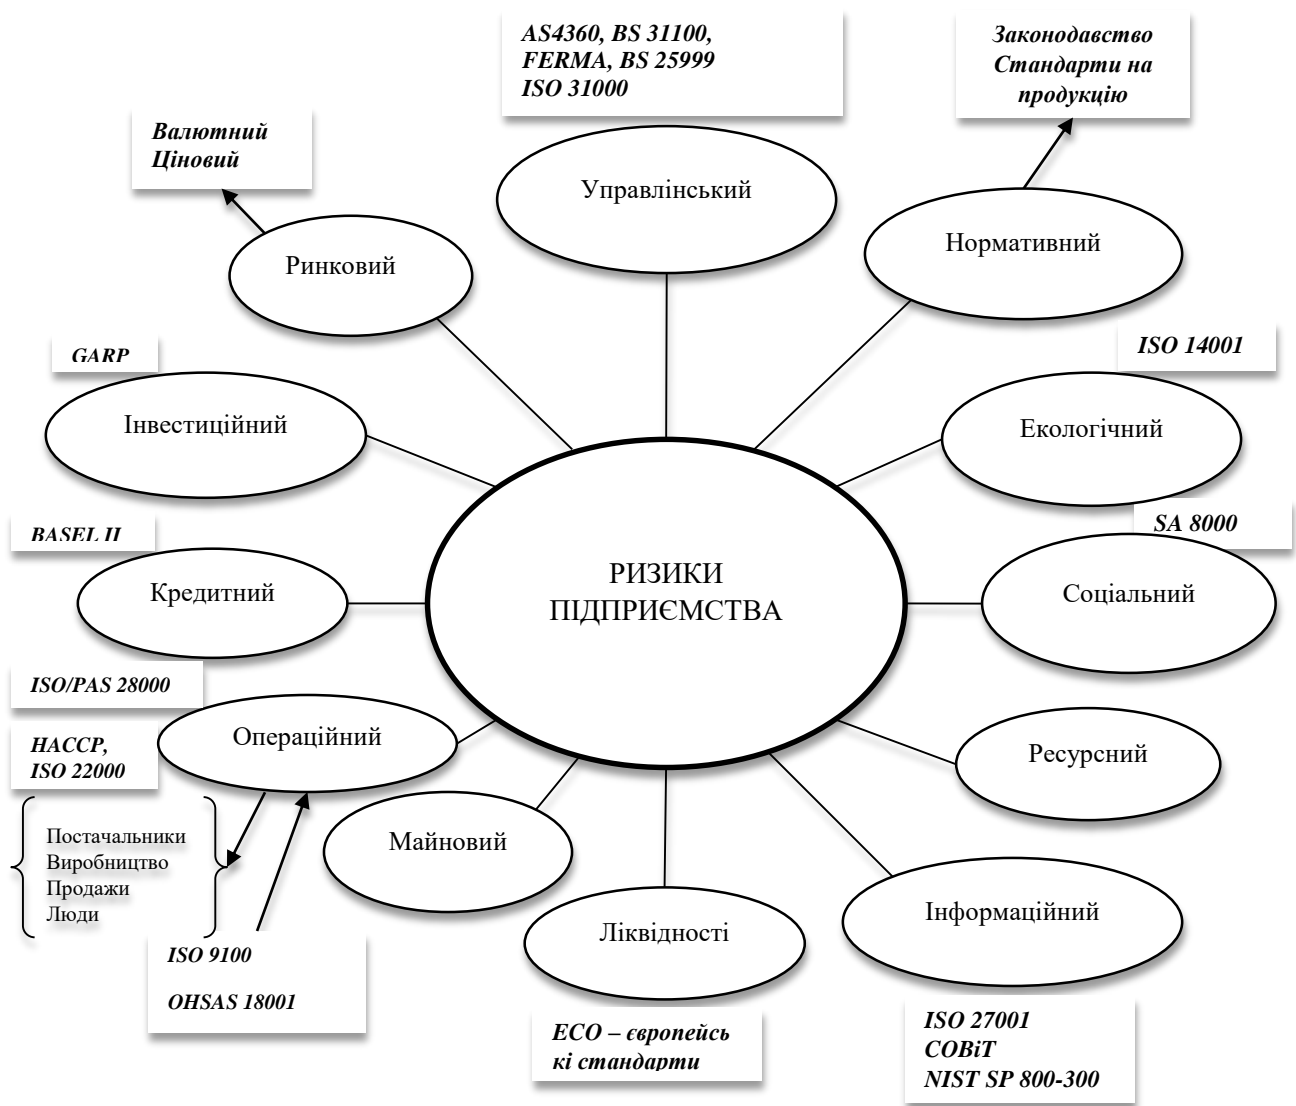 AS4360, BS 31100,
FERMA, BS 25999
ISO 31000
Законодавство
Стандарти на
продукцію
Валютний
Ціновий
Управлінський
Нормативний
Ринковий
GARP
ISO 14001
Інвестиційний
Екологічний
BASEL II
SA 8000
РИЗИКИ
ПІДПРИЄМСТВА
Кредитний
Соціальний
ISO/PAS 28000
Операційний
HACCP,
ISO 22000
Ресурсний
Постачальники
Виробництво
Продажи
Люди
Майновий
Ліквідності
Інформаційний
ISO 9100
OHSAS 18001
ECO – європейсь
кі стандарти
ISO 27001
COBiT
NIST SP 800-300